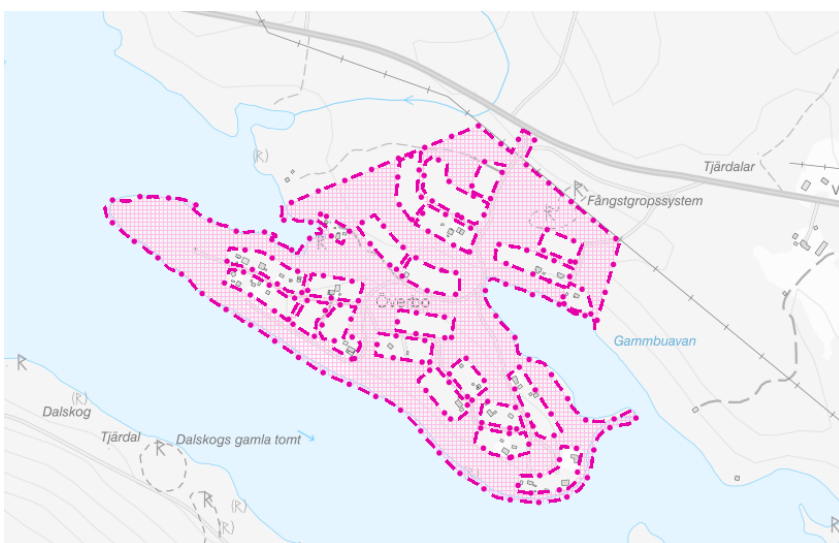 (R)
Tjärdalar
R
Fångstgropssystem
R
R
V
Överbo
Gammbuavan
R
(R)
Dalskog
Tjärdal
Dalskogs gamla tomt
R
(R)
R
(R)
(R)
R